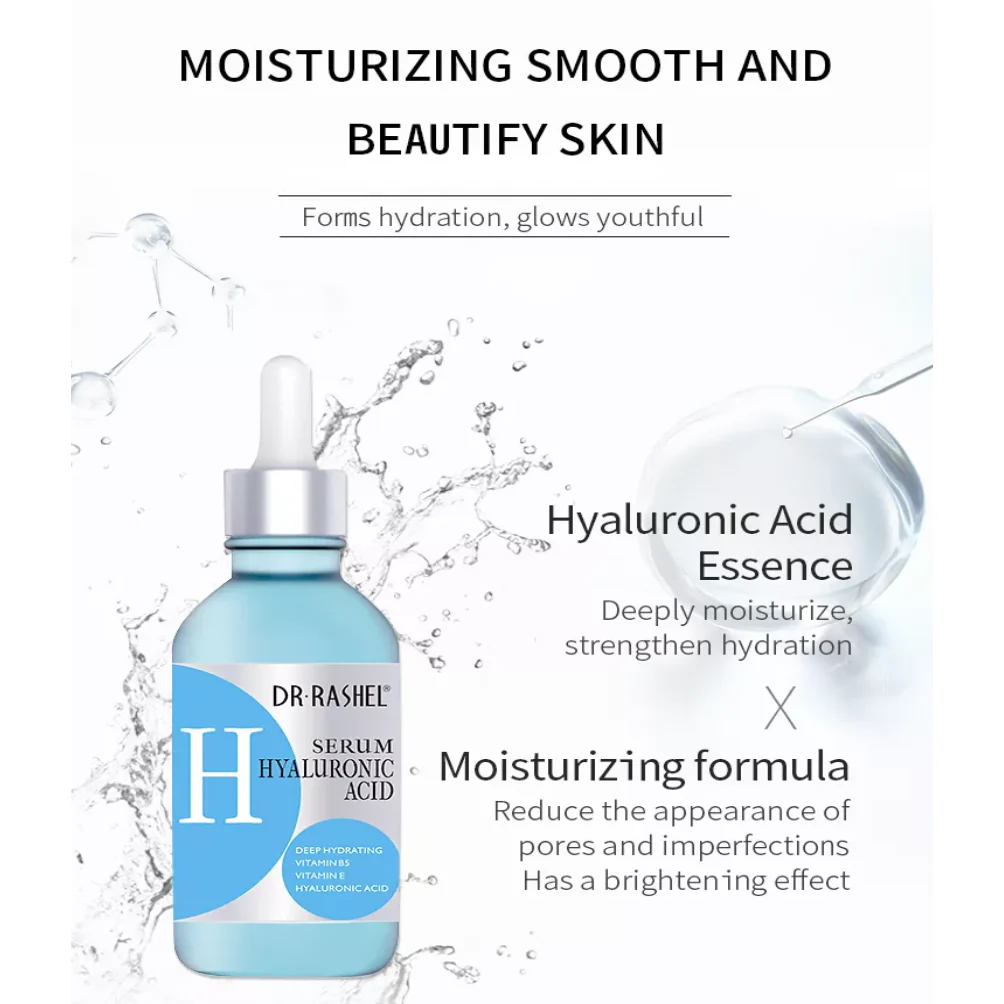 MOISTURIZING SMOOTH AND
BEAUTIFY SKIN
Forms hydration, glows youthful
Hyaluronic Acid
Essence
Deeply moisturize,
strengthen hydration
X
Moisturizing formula
Reduce the appearance of
pores and imperfections
Has a brightening effect
DR·RASHEL®
H
SERUM
HYALURONIC
ACID
DEEP HYDRATING
VITAMIN B5
VITAMIN E
HYALURONIC ACID